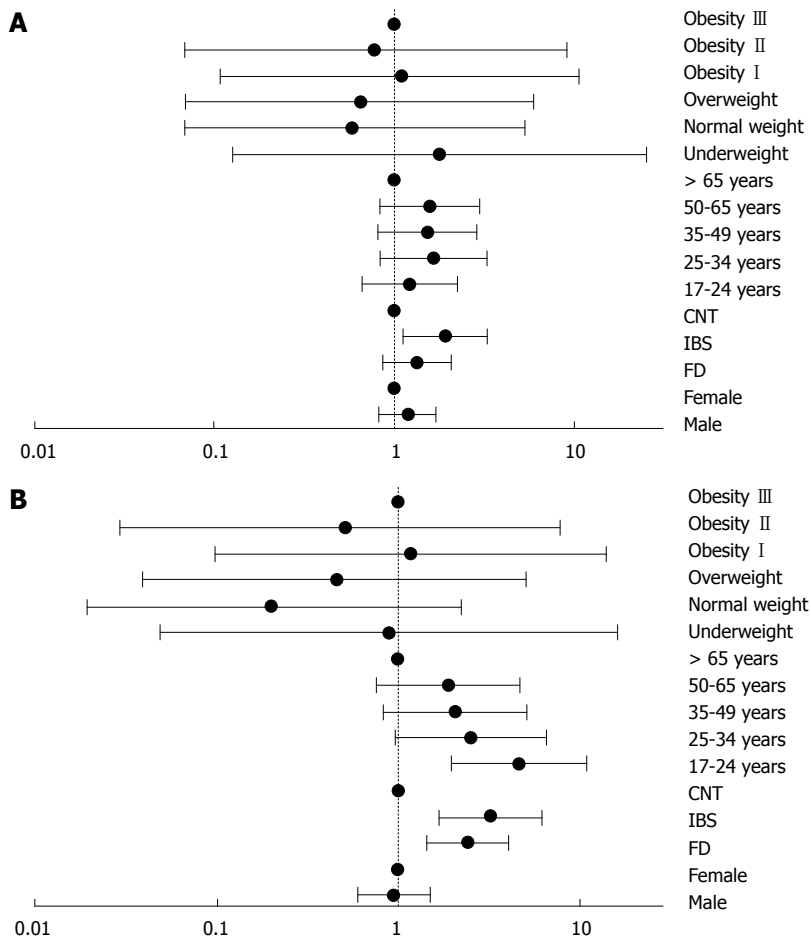 A
Obesity Ⅲ
Obesity Ⅱ
Obesity Ⅰ
Overweight
Normal weight
Underweight
> 65 years
50-65 years
35-49 years
25-34 years
17-24 years
CNT
IBS
FD
Female
Male
0.01 0.1 1 10
B
Obesity Ⅲ
Obesity Ⅱ
Obesity Ⅰ
Overweight
Normal weight
Underweight
> 65 years
50-65 years
35-49 years
25-34 years
17-24 years
CNT
IBS
FD
Female
Male
0.01 0.1 1 10